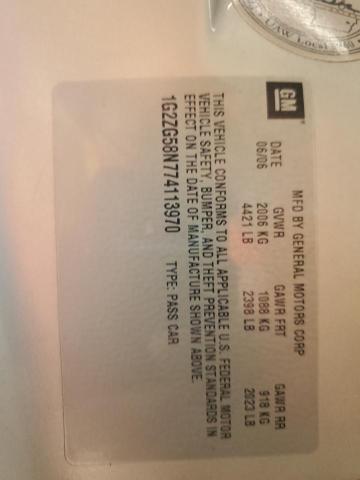 UAW Local
GM
MFD BY GENERAL MOTORS CORP
DATE GVWR GAWR FRT GAWR RR
06/06 2006 KG 1088 KG 918 KG
4421 LB 2398 LB 2023 LB
THIS VEHICLE CONFORMS TO ALL APPLICABLE U.S. FEDERAL MOTOR
VEHICLE SAFETY, BUMPER, AND THEFT PREVENTION STANDARDS IN
EFFECT ON THE DATE OF MANUFACTURE SHOWN ABOVE.
1G2ZG58N774113970 TYPE: PASS CAR